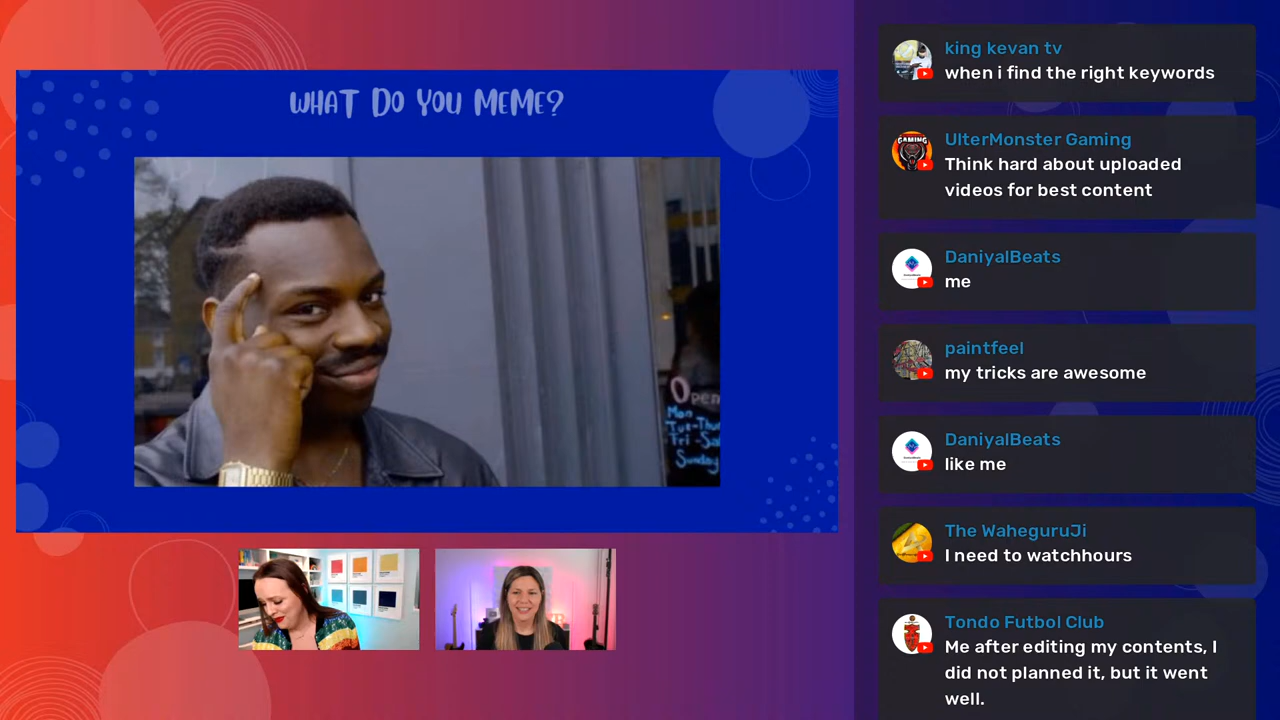 WHAT DO YOU MEME?
Open
Mon
Tue-Thu
Fri -Sa
Sunday
king kevan tv
when i find the right keywords
GAMING
UlterMonster Gaming
Think hard about uploaded
videos for best content
DaniyalBeats
me
paintfeel
my tricks are awesome
DaniyalBeats
like me
The WaheguruJi
I need to watchhours
Tondo Futbol Club
Me after editing my contents, I
did not planned it, but it went
well.